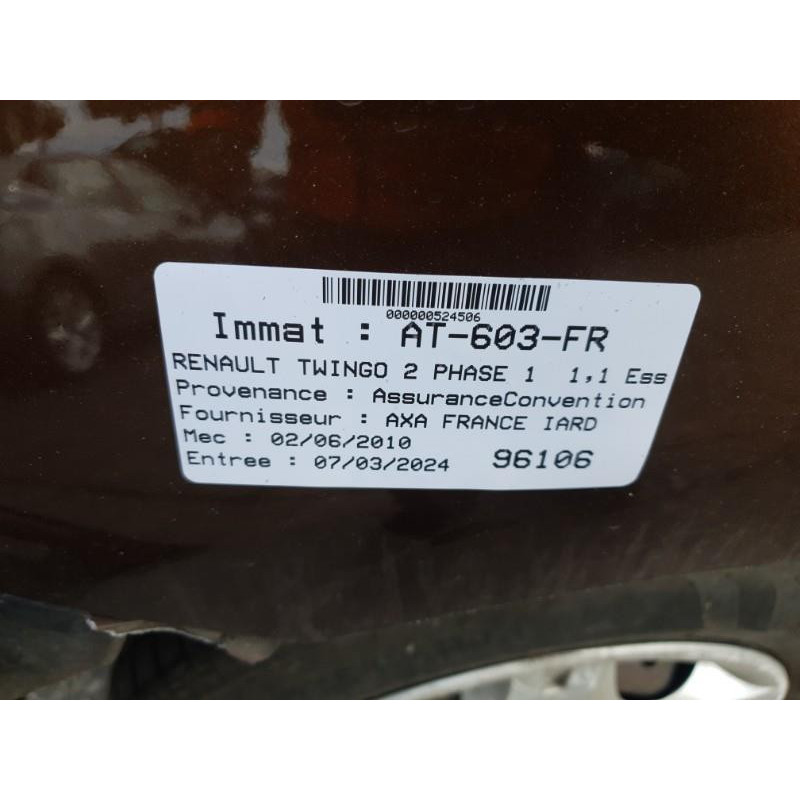 000000524506
Immat : AT-603-FR
RENAULT TWINGO 2 PHASE 1 1,1 Ess
Provenance : AssuranceConvention
Fournisseur : AXA FRANCE IARD
Mec : 02/06/2010
Entree : 07/03/2024 96106